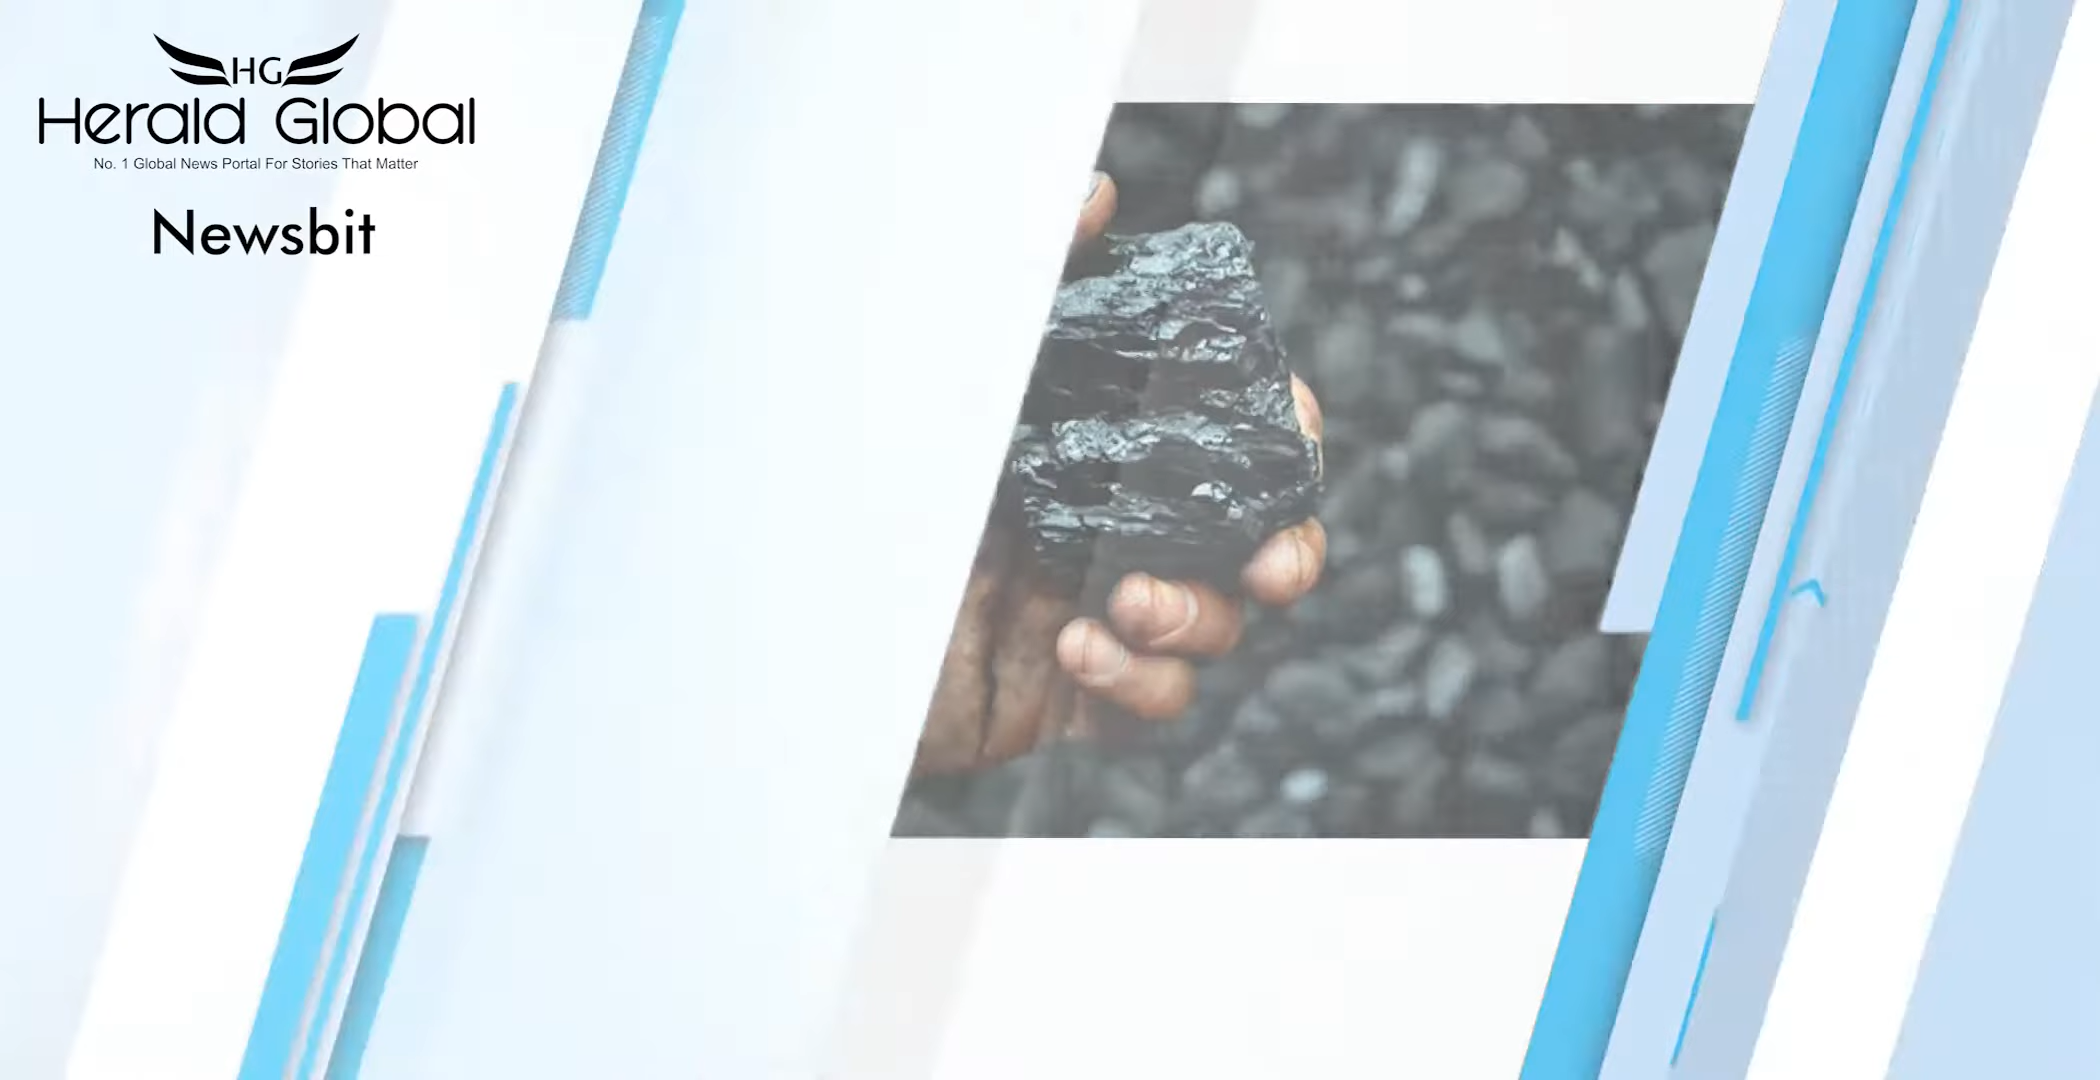 HG
Herald Global
No. 1 Global News Portal For Stories That Matter
Newsbit